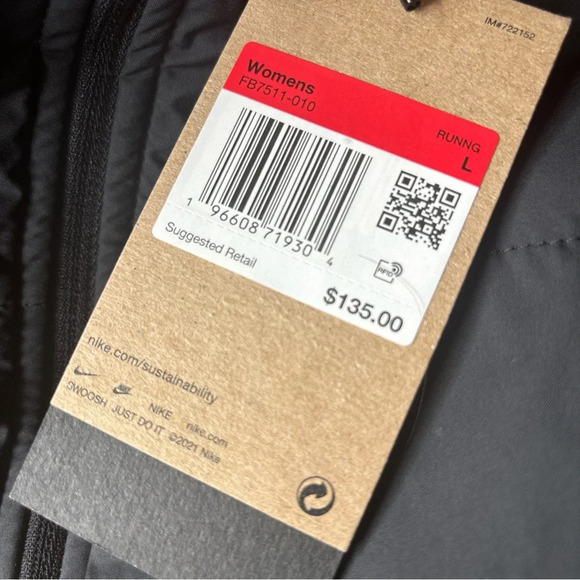 IM#722152
Womens
FB7511-010
RUNNG
L
1 96608 71930 4
Suggested Retail
RFID
$135.00
nike.com/sustainability
NIKE nike.com
SWOOSH JUST DO IT ©2021 Nike